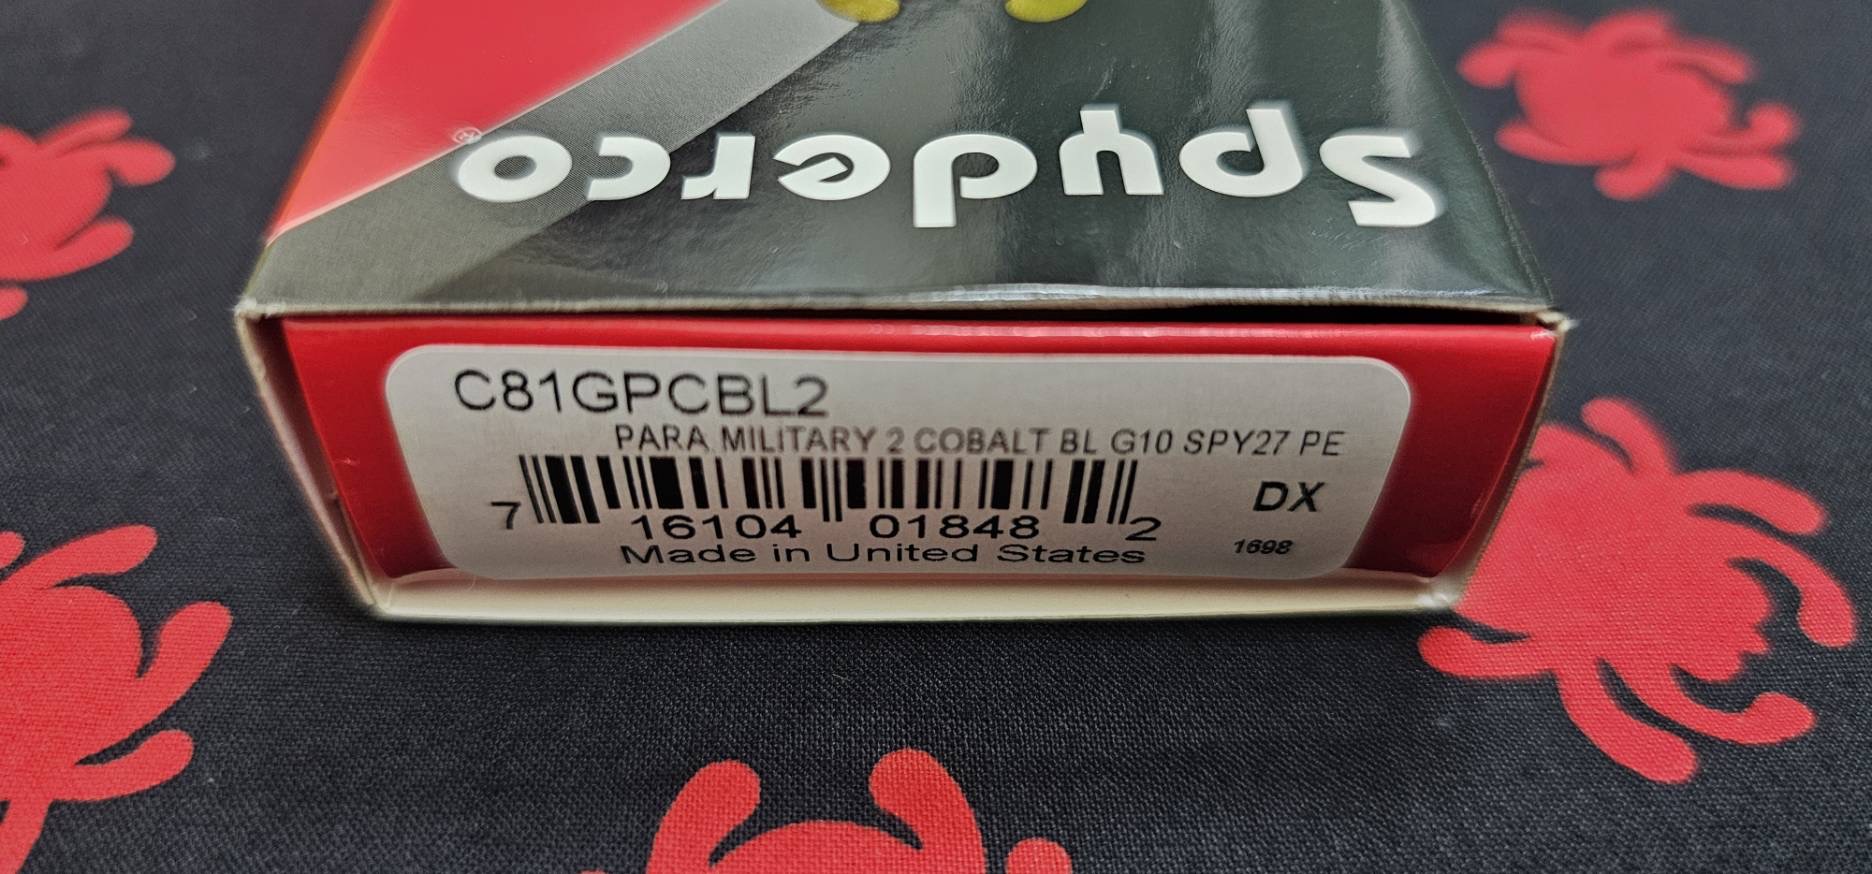 Spyderco®
C81GPCBL2
PARA MILITARY 2 COBALT BL G10 SPY27 PE
7 16104 01848 2
DX
Made in United States
1698